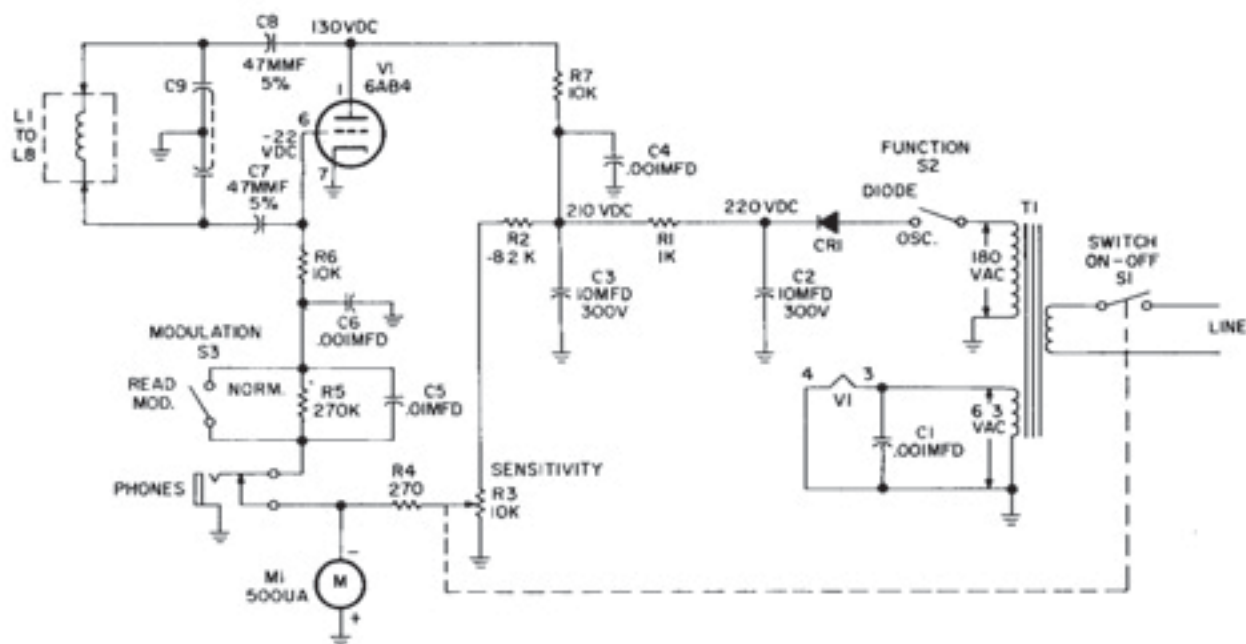 C8
130VDC
47MMF
5%
V1
6AB4
C9
1
6
-22
VDC
7
L1
TO
L8
C7
47MMF
5%
R7
10K
C4
.001MFD
FUNCTION
S2
DIODE
OSC.
T1
210 VDC
220 VDC
R2
-82 K
R1
1K
CR1
180
VAC
SWITCH
ON-OFF
S1
LINE
R6
10K
C3
10MFD
300V
C2
10MFD
300V
C6
.001MFD
MODULATION
S3
READ
MOD.
NORM.
R5
270K
C5
.01MFD
4
3
V1
C1
.001MFD
6 3
VAC
PHONES
R4
270
SENSITIVITY
R3
10K
-
M1
500UA
M
+